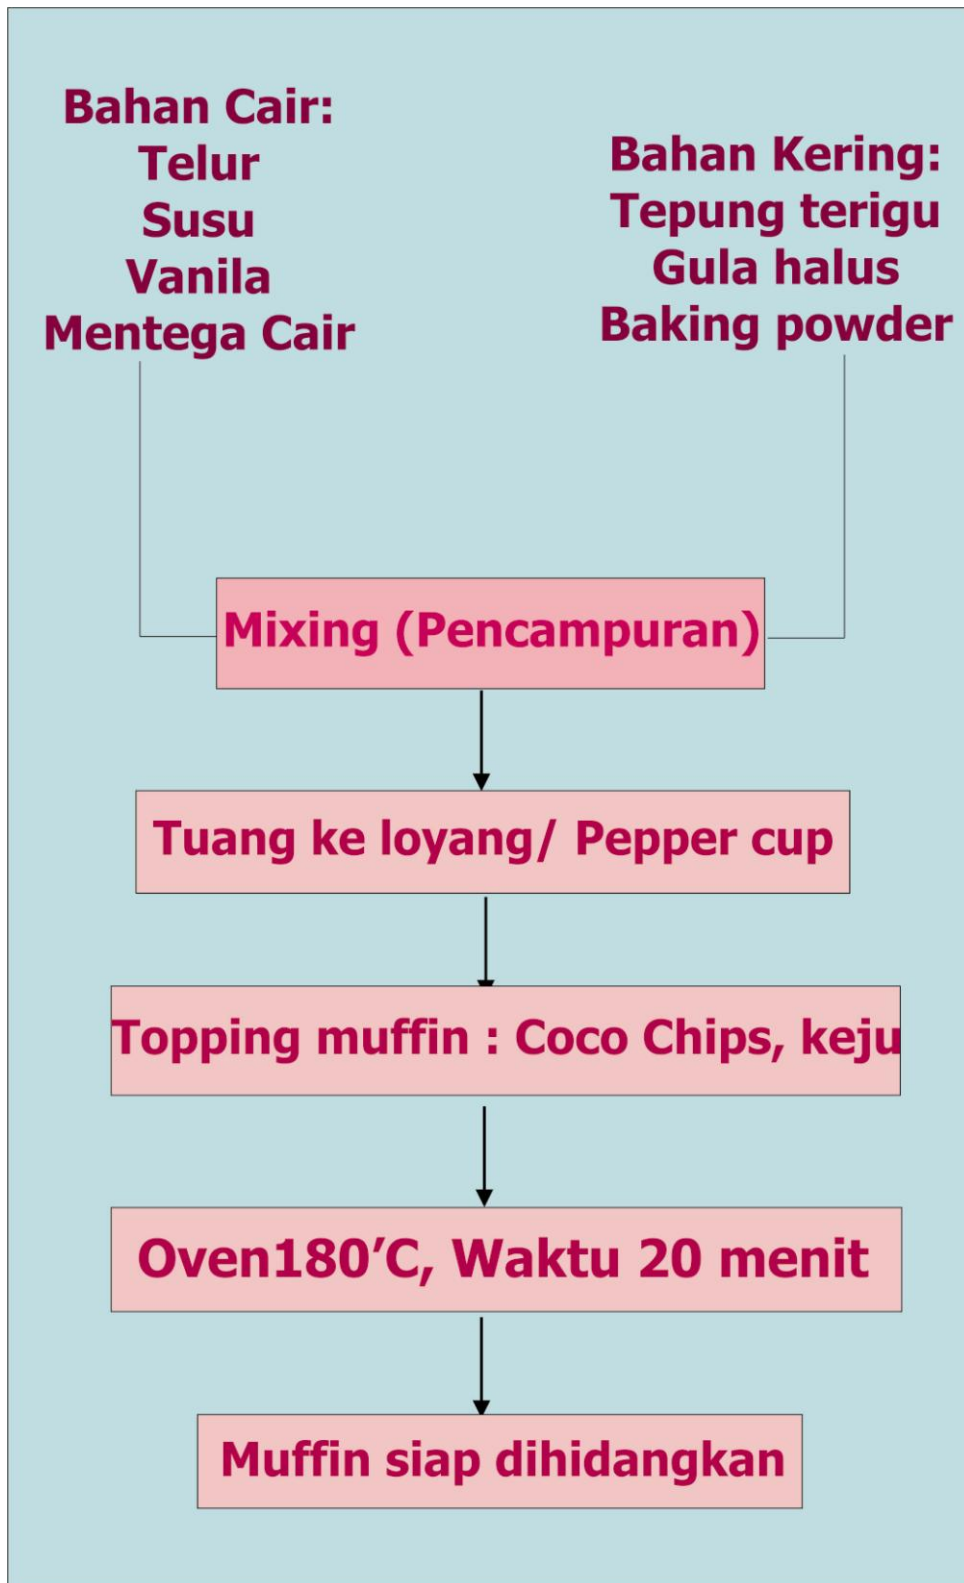 Bahan Cair:
Telur
Susu
Vanila
Mentega Cair
Bahan Kering:
Tepung terigu
Gula halus
Baking powder
Mixing (Pencampuran)
Tuang ke loyang/ Pepper cup
Topping muffin : Coco Chips, keju
Oven180’C, Waktu 20 menit
Muffin siap dihidangkan